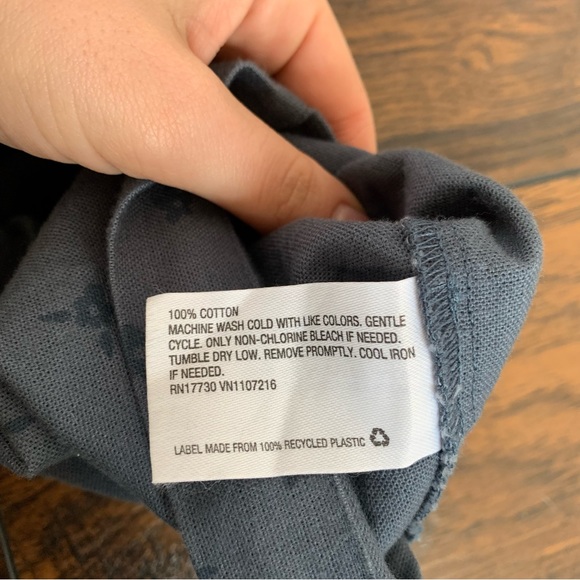 100% COTTON
MACHINE WASH COLD WITH LIKE COLORS. GENTLE
CYCLE. ONLY NON-CHLORINE BLEACH IF NEEDED.
TUMBLE DRY LOW. REMOVE PROMPTLY. COOL IRON
IF NEEDED.
RN17730 VN1107216
LABEL MADE FROM 100% RECYCLED PLASTIC